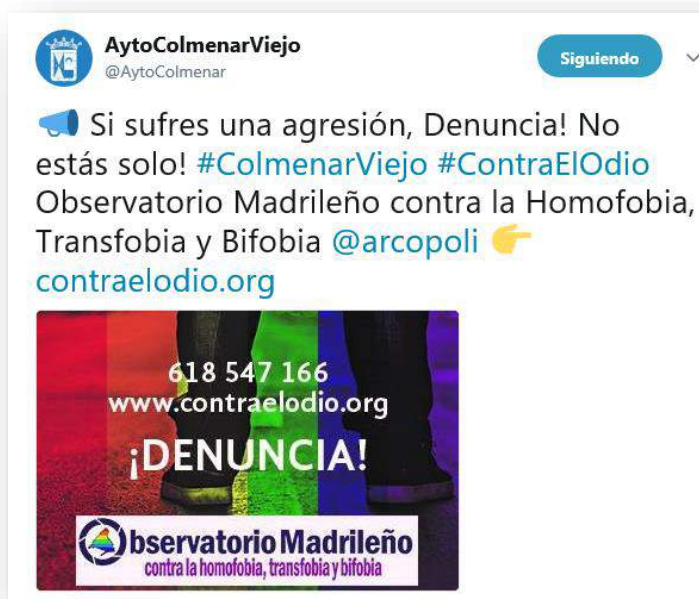 AytoColmenarViejo
@AytoColmenar
Siguiendo
Si sufres una agresión, Denuncia! No
estás solo! #ColmenarViejo #ContraElOdio
Observatorio Madrileño contra la Homofobia,
Transfobia y Bifobia @arcopoli
contraelodio.org
618 547 166
www.contraelodio.org
¡DENUNCIA!
Observatorio Madrileño
contra la homofobia, transfobia y bifobia